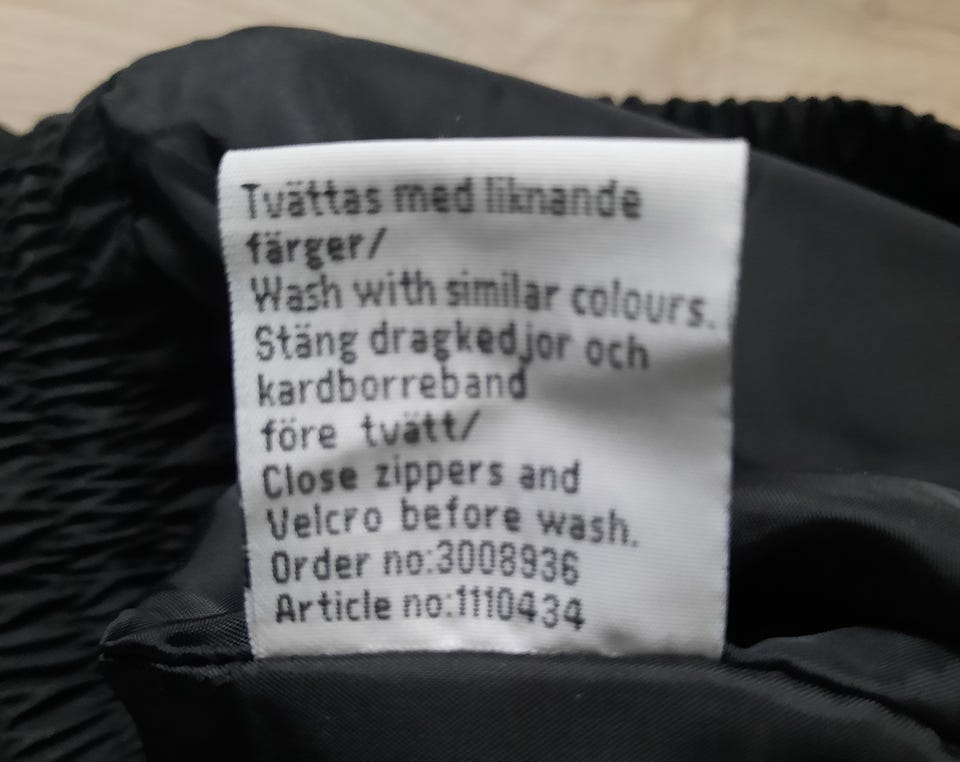 Tvättas med liknande
färger/
Wash with similar colours.
Stäng dragkedjor och
kardborreband
före tvätt/
Close zippers and
Velcro before wash.
Order no:3008936
Article no:1110434